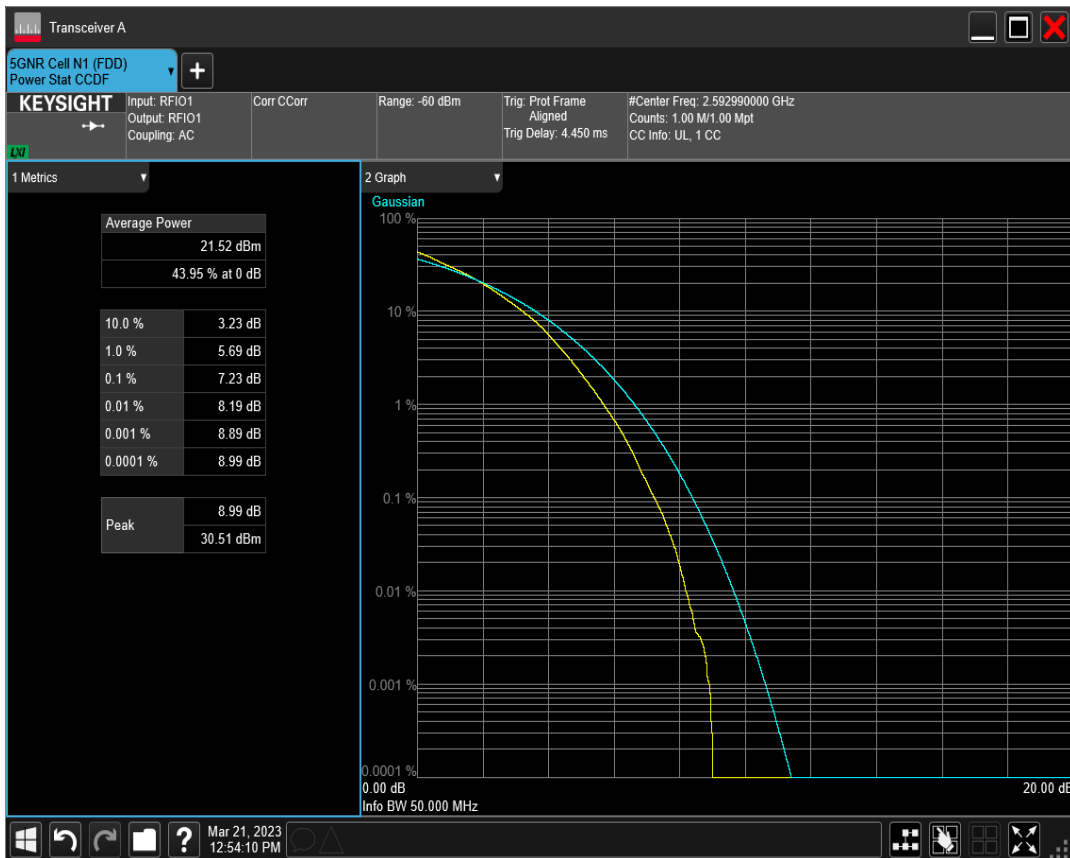 Transceiver A
5GNR Cell N1 (FDD)
Power Stat CCDF
KEYSIGHT
LXI
Input: RFIO1
Output: RFIO1
Coupling: AC
Corr CCorr
Range: -60 dBm
Trig: Prot Frame
Aligned
Trig Delay: 4.450 ms
#Center Freq: 2.592990000 GHz
Counts: 1.00 M/1.00 Mpt
CC Info: UL, 1 CC
1 Metrics
Average Power
21.52 dBm
43.95 % at 0 dB
10.0 % 3.23 dB
1.0 % 5.69 dB
0.1 % 7.23 dB
0.01 % 8.19 dB
0.001 % 8.89 dB
0.0001 % 8.99 dB
Peak
8.99 dB
30.51 dBm
2 Graph
Gaussian
100 %
10 %
1 %
0.1 %
0.01 %
0.001 %
0.0001 %
0.00 dB 20.00 dB
Info BW 50.000 MHz
?
Mar 21, 2023
12:54:10 PM